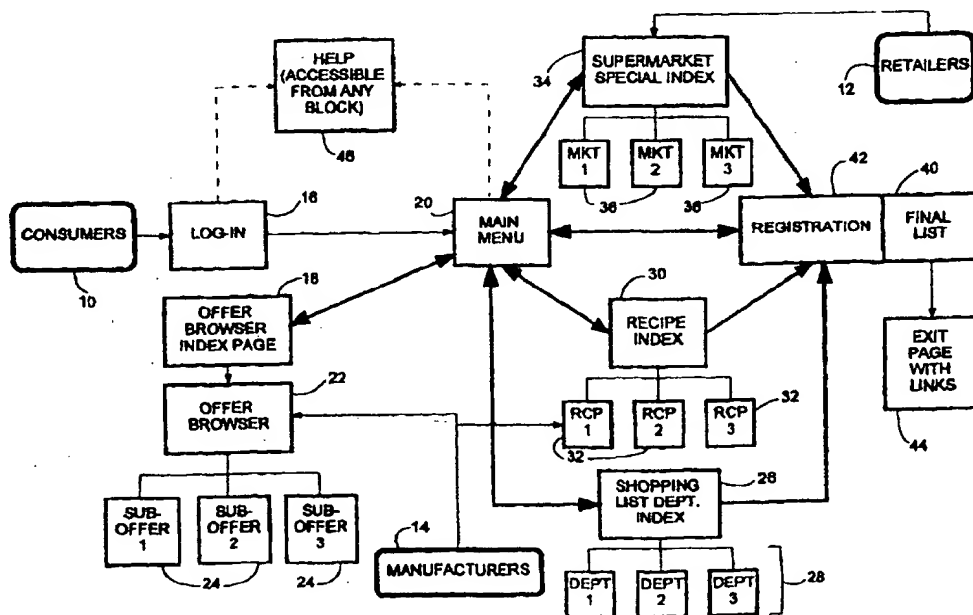 HELP
(ACCESSIBLE
FROM ANY
BLOCK)
46
34
SUPERMARKET
SPECIAL INDEX
RETAILERS
12
MKT
1
MKT
2
MKT
3
36
36
42
40
CONSUMERS
10
16
LOG-IN
20
MAIN
MENU
REGISTRATION
FINAL
LIST
18
OFFER
BROWSER
INDEX PAGE
30
RECIPE
INDEX
EXIT
PAGE
WITH
LINKS
44
22
OFFER
BROWSER
RCP
1
RCP
2
RCP
3
32
32
SUB-
OFFER
1
SUB-
OFFER
2
SUB-
OFFER
3
24
24
14
MANUFACTURERS
26
SHOPPING
LIST DEPT.
INDEX
DEPT
1
DEPT
2
DEPT
3
28